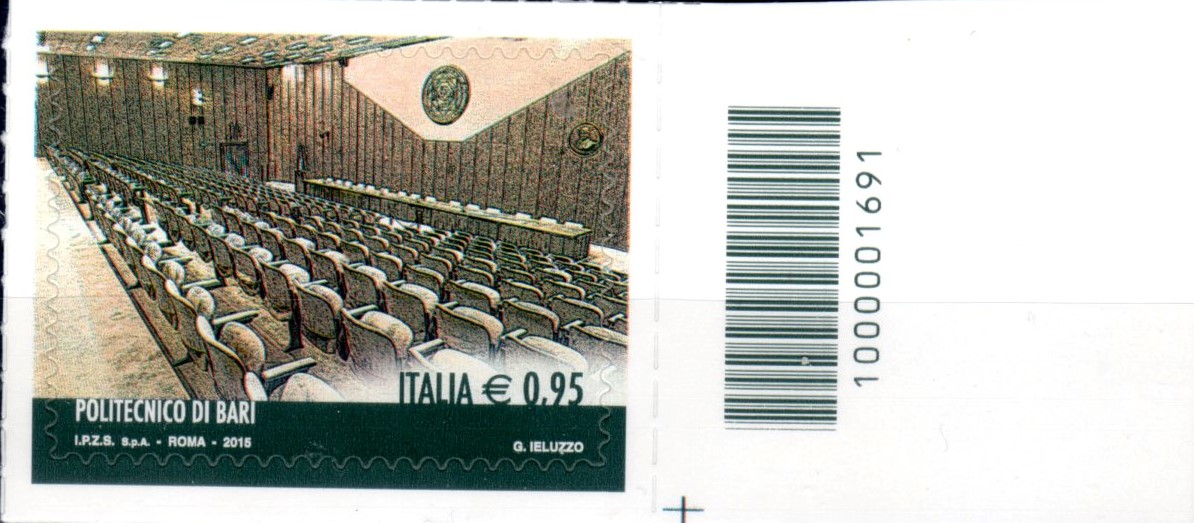 ITALIA € 0,95
POLITECNICO DI BARI
I.P.Z.S. S.p.A. - ROMA - 2015
G. IELUZZO
1000001691